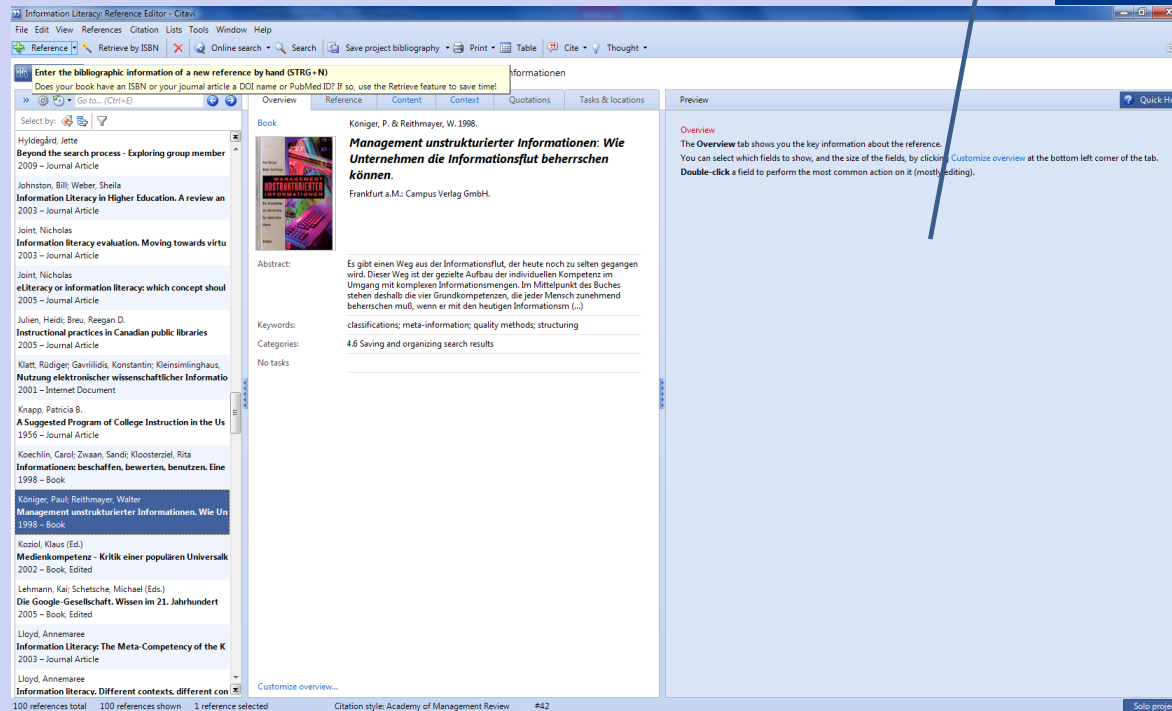 Information Literacy: Reference Editor - Citavi
File Edit View References Citation Lists Tools Window Help
Reference Retrieve by ISBN Online search Search Save project bibliography Print Table Cite Thought
Enter the bibliographic information of a new reference by hand (STRG+N)
Does your book have an ISBN or your journal article a DOI name or PubMed ID? If so, use the Retrieve feature to save time!
nformationen
Go to... (Ctrl+E)
Select by:
Hyldegård, Jette
Beyond the search process - Exploring group member
2009 – Journal Article
Johnston, Bill; Weber, Sheila
Information Literacy in Higher Education. A review an
2003 – Journal Article
Joint, Nicholas
Information literacy evaluation. Moving towards virtu
2003 – Journal Article
Joint, Nicholas
eLiteracy or information literacy: which concept shoul
2005 – Journal Article
Julien, Heidi; Breu, Reegan D.
Instructional practices in Canadian public libraries
2005 – Journal Article
Klatt, Rüdiger; Gavriilidis, Konstantin; Kleinsimlinghaus,
Nutzung elektronischer wissenschaftlicher Informatio
2001 – Internet Document
Knapp, Patricia B.
A Suggested Program of College Instruction in the Us
1956 – Journal Article
Koechlin, Carol; Zwaan, Sandi; Kloosterziel, Rita
Informationen: beschaffen, bewerten, benutzen. Eine
1998 – Book
Königer, Paul; Reithmayer, Walter
Management unstrukturierter Informationen. Wie Un
1998 – Book
Koziol, Klaus (Ed.)
Medienkompetenz - Kritik einer populären Universalk
2002 – Book, Edited
Lehmann, Kai; Schetsche, Michael (Eds.)
Die Google-Gesellschaft. Wissen im 21. Jahrhundert
2005 – Book, Edited
Lloyd, Annemaree
Information Literacy: The Meta-Competency of the K
2003 – Journal Article
Lloyd, Annemaree
Information literacy. Different contexts, different con
Overview Reference Content Context Quotations Tasks & locations
Book
Königer, P. & Reithmayer, W. 1998.
Management unstrukturierter Informationen: Wie
Unternehmen die Informationsflut beherrschen
können.
Frankfurt a.M.: Campus Verlag GmbH.
MANAGEMENT
UNSTRUKTURIERTER
INFORMATIONEN
Abstract:
Es gibt einen Weg aus der Informationsflut, der heute noch zu selten gegangen
wird. Dieser Weg ist der gezielte Aufbau der individuellen Kompetenz im
Umgang mit komplexen Informationsmengen. Im Mittelpunkt des Buches
stehen deshalb die vier Grundkompetenzen, die jeder Mensch zunehmend
beherrschen muß, wenn er mit den heutigen Informationsm (...)
Keywords: classifications; meta-information; quality methods; structuring
Categories: 4.6 Saving and organizing search results
No tasks
Customize overview...
Preview
Quick He
Overview
The Overview tab shows you the key information about the reference.
You can select which fields to show, and the size of the fields, by clicking Customize overview at the bottom left corner of the tab.
Double-click a field to perform the most common action on it (mostly editing).
100 references total 100 references shown 1 reference selected Citation style: Academy of Management Review #42 Solo proje